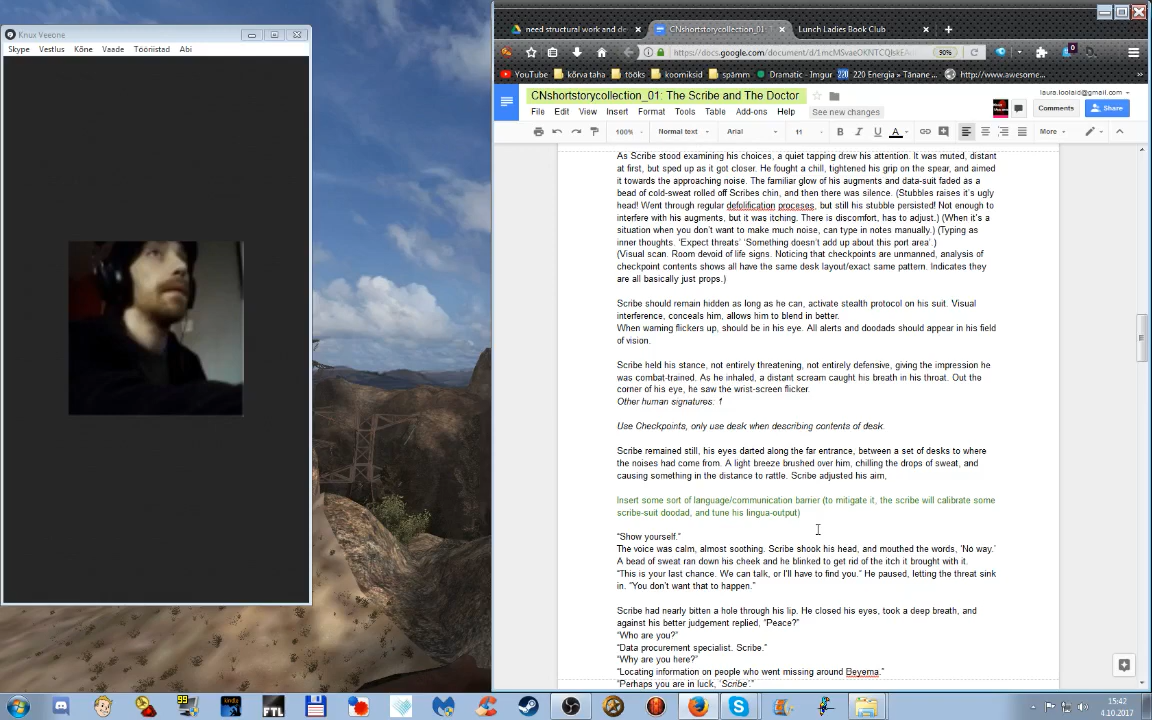 Knux Veeone
Skype Vestlus Kõne Vaade Tööriistad Abi
need structural work and de
CNshortstorycollection_01: T
Lunch Ladies Book Club
https://docs.google.com/document/d/
90%
0
YouTube kõrva taha tööks koomiksid spämm Dramatic - Imgur 220 220 Energia » Tänane ... http://www.awesome...
CNshortstorycollection_01: The Scribe and The Doctor
laura.loolaid@gmail.com
File Edit View Insert Format Tools Table Add-ons Help See new changes
Comments Share
100% Normal text Arial 11 B I U A More
As Scribe stood examining his choices, a quiet tapping drew his attention. It was muted, distant
at first, but sped up as it got closer. He fought a chill, tightened his grip on the spear, and aimed
it towards the approaching noise. The familiar glow of his augments and data-suit faded as a
bead of cold-sweat rolled off Scribes chin, and then there was silence. (Stubbles raises it's ugly
head! Went through regular defolification proceses, but still his stubble persisted! Not enough to
interfere with his augments, but it was itching. There is discomfort, has to adjust.) (When it's a
situation when you don't want to make much noise, can type in notes manually.) (Typing as
inner thoughts. 'Expect threats' 'Something doesn't add up about this port area'.)
(Visual scan. Room devoid of life signs. Noticing that checkpoints are unmanned, analysis of
checkpoint contents shows all have the same desk layout/exact same pattern. Indicates they
are all basically just props.)
Scribe should remain hidden as long as he can, activate stealth protocol on his suit. Visual
interference, conceals him, allows him to blend in better.
When warning flickers up, should be in his eye. All alerts and doodads should appear in his field
of vision.
Scribe held his stance, not entirely threatening, not entirely defensive, giving the impression he
was combat-trained. As he inhaled, a distant scream caught his breath in his throat. Out the
corner of his eye, he saw the wrist-screen flicker.
Other human signatures: 1
Use Checkpoints, only use desk when describing contents of desk.
Scribe remained still, his eyes darted along the far entrance, between a set of desks to where
the noises had come from. A light breeze brushed over him, chilling the drops of sweat, and
causing something in the distance to rattle. Scribe adjusted his aim,
Insert some sort of language/communication barrier (to mitigate it, the scribe will calibrate some
scribe-suit doodad, and tune his lingua-output)
“Show yourself.”
The voice was calm, almost soothing. Scribe shook his head, and mouthed the words, 'No way.'
A bead of sweat ran down his cheek and he blinked to get rid of the itch it brought with it.
“This is your last chance. We can talk, or I'll have to find you.” He paused, letting the threat sink
in. “You don't want that to happen.”
Scribe had nearly bitten a hole through his lip. He closed his eyes, took a deep breath, and
against his better judgement replied, “Peace?”
“Who are you?”
“Data procurement specialist. Scribe.”
“Why are you here?”
“Locating information on people who went missing around Beyema.”
“Perhaps you are in luck, 'Scribe'.”
99
kindle
FTL
15:42
4.10.2017